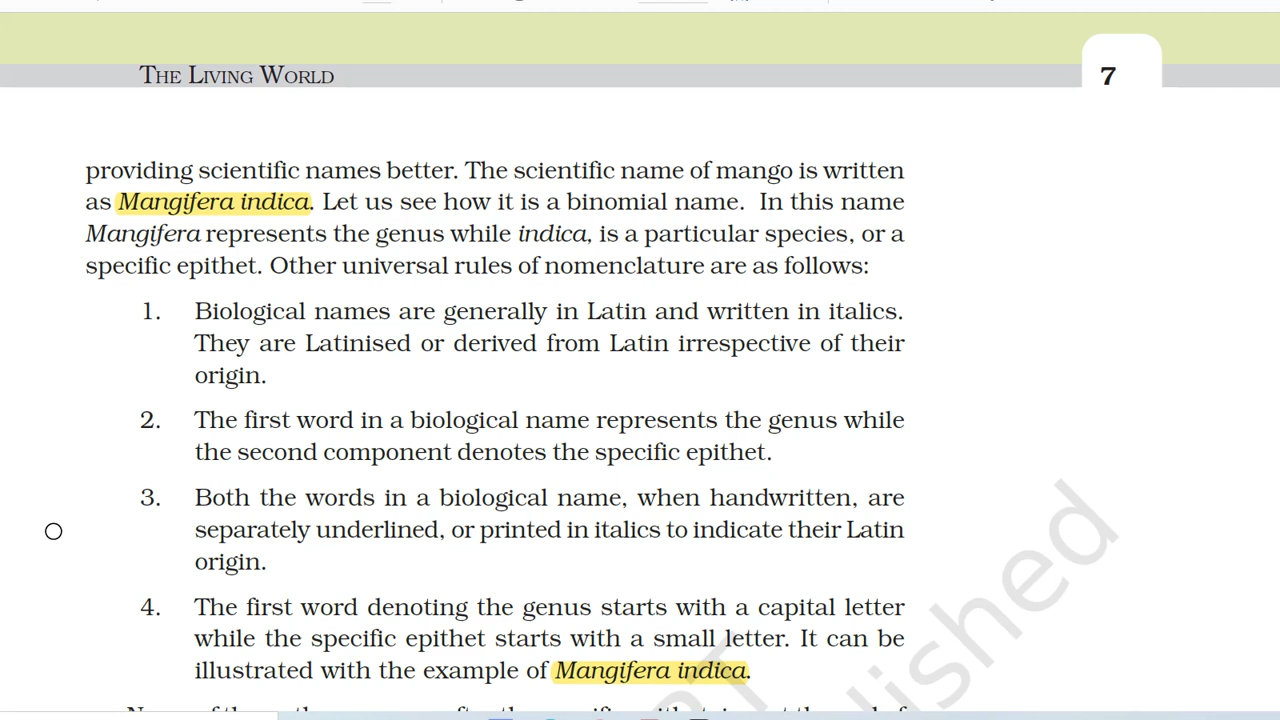 THE LIVING WORLD
7
providing scientific names better. The scientific name of mango is written
as Mangifera indica. Let us see how it is a binomial name. In this name
Mangifera represents the genus while indica, is a particular species, or a
specific epithet. Other universal rules of nomenclature are as follows:
1. Biological names are generally in Latin and written in italics.
They are Latinised or derived from Latin irrespective of their
origin.
2. The first word in a biological name represents the genus while
the second component denotes the specific epithet.
3. Both the words in a biological name, when handwritten, are
separately underlined, or printed in italics to indicate their Latin
origin.
4. The first word denoting the genus starts with a capital letter
while the specific epithet starts with a small letter. It can be
illustrated with the example of Mangifera indica.